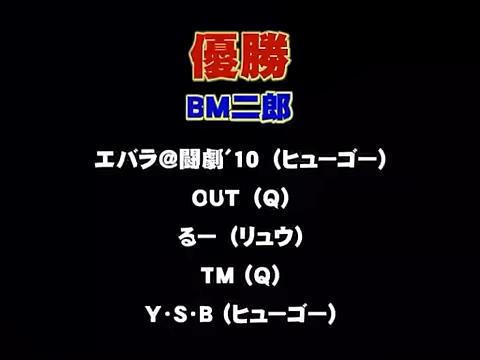 優勝
BM二郎
エバラ@闘劇´10 (ヒューゴー)
OUT (Q)
るー (リュウ)
TM (Q)
Y・S・B (ヒューゴー)